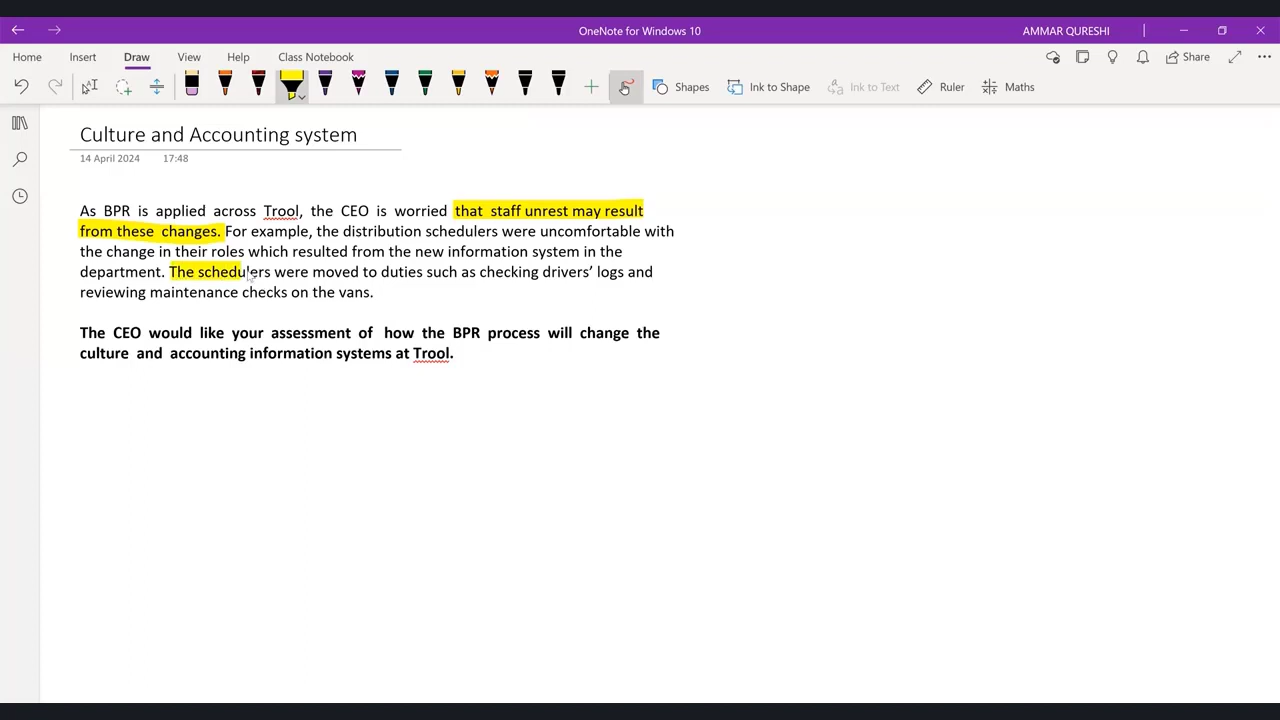 OneNote for Windows 10
AMMAR QURESHI
Home Insert Draw View Help Class Notebook
Share
Shapes Ink to Shape Ink to Text Ruler Maths
Culture and Accounting system
14 April 2024 17:48
As BPR is applied across Trool, the CEO is worried that staff unrest may result
from these changes. For example, the distribution schedulers were uncomfortable with
the change in their roles which resulted from the new information system in the
department. The schedulers were moved to duties such as checking drivers’ logs and
reviewing maintenance checks on the vans.
The CEO would like your assessment of how the BPR process will change the
culture and accounting information systems at Trool.